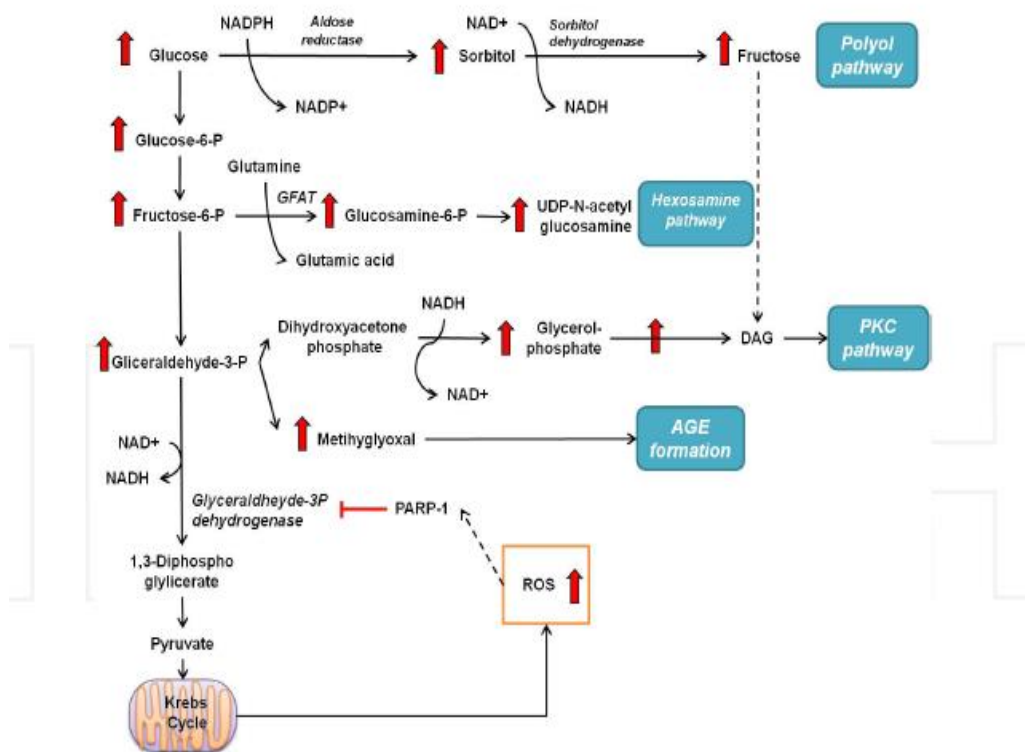 NADPH
Aldose
reductase
NAD+
Sorbitol
dehydrogenase
Glucose
Sorbitol
Fructose
Polyol
pathway
NADP+
NADH
Glucose-6-P
Glutamine
GFAT
Fructose-6-P
Glucosamine-6-P
UDP-N-acetyl
glucosamine
Hexosamine
pathway
Glutamic acid
NADH
Dihydroxyacetone
phosphate
Glycerol-
phosphate
DAG
PKC
pathway
Gliceraldehyde-3-P
NAD+
Methyglyoxal
AGE
formation
NAD+
NADH
Glyceraldheyde-3P
dehydrogenase
PARP-1
1,3-Diphospho
glylicerate
ROS
Pyruvate
Krebs
Cycle